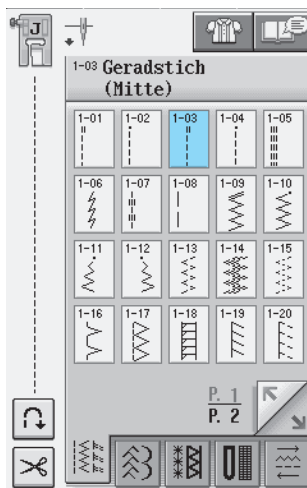 J
1-03 Geradstich
(Mitte)
1-01 1-02 1-03 1-04 1-05
1-06 1-07 1-08 1-09 1-10
1-11 1-12 1-13 1-14 1-15
1-16 1-17 1-18 1-19 1-20
P. 1
P. 2